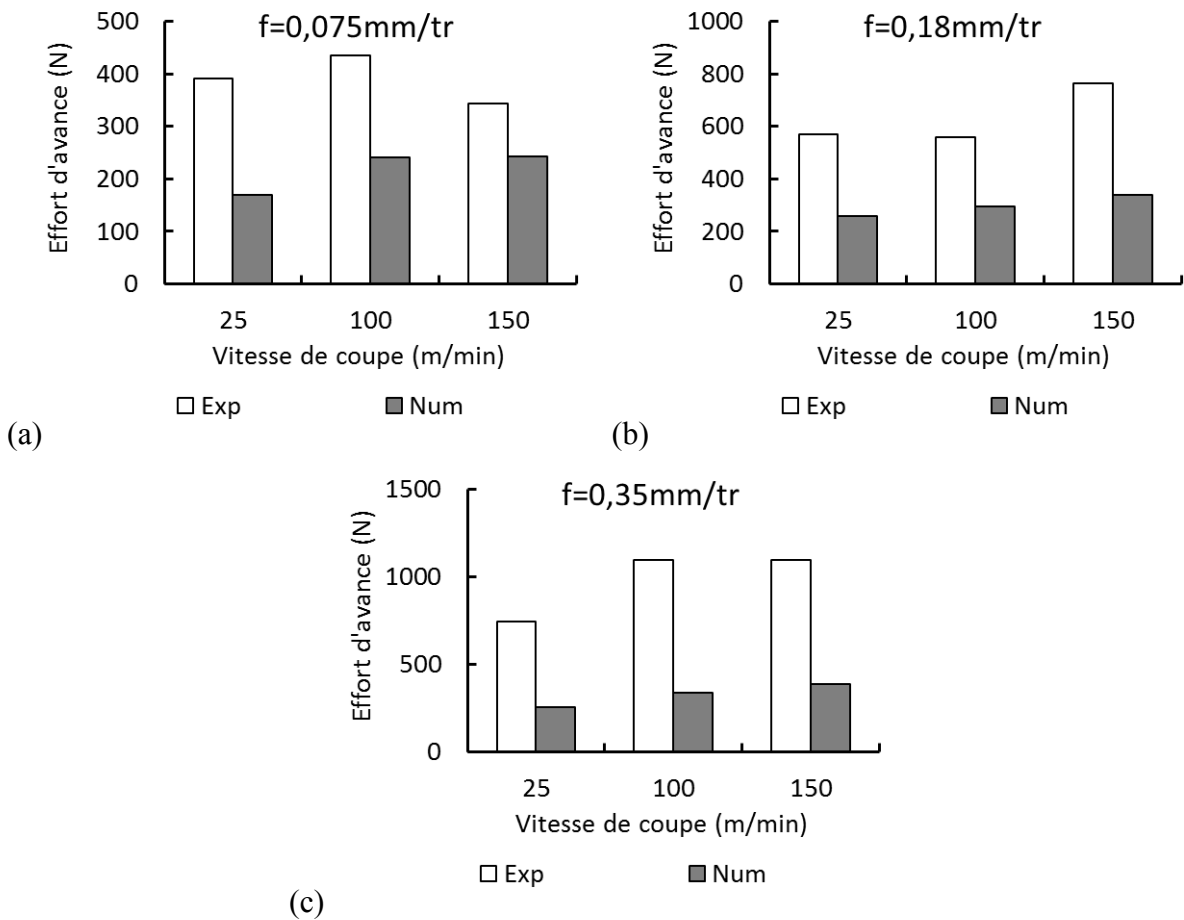 f=0,075mm/tr
Effort d'avance (N)
500
400
300
200
100
0
25 100 150
Vitesse de coupe (m/min)
Exp Num
(a)
f=0,18mm/tr
Effort d'avance (N)
1000
800
600
400
200
0
25 100 150
Vitesse de coupe (m/min)
Exp Num
(b)
f=0,35mm/tr
Effort d'avance (N)
1500
1000
500
0
25 100 150
Vitesse de coupe (m/min)
Exp Num
(c)